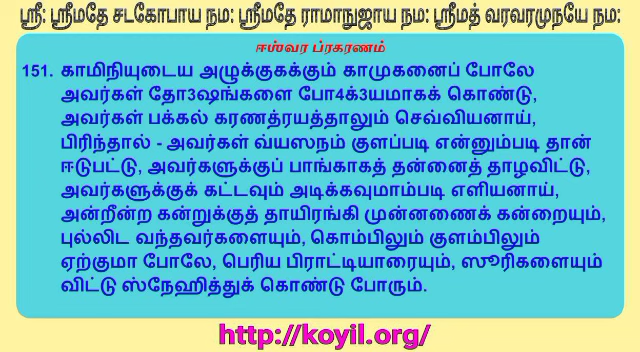 ஸ்ரீ: ஸ்ரீமதே சடகோபாய நம: ஸ்ரீமதே ராமாநுஜாய நம: ஸ்ரீமத் வரவரமுநயே நம:
ஈஶ்வர ப்ரகரணம்
151. காமிநியுடைய அழுக்குகக்கும் காமுகனைப் போலே
அவர்கள் தோ3ஷங்களை போ4க்3யமாகக் கொண்டு,
அவர்கள் பக்கல் கரணத்ரயத்தாலும் செவ்வியனாய்,
பிரிந்தால் - அவர்கள் வ்யஸநம் குளப்படி என்னும்படி தான்
ஈடுபட்டு, அவர்களுக்குப் பாங்காகத் தன்னைத் தாழவிட்டு,
அவர்களுக்குக் கட்டவும் அடிக்கவுமாம்படி எளியனாய்,
அன்றீன்ற கன்றுக்குத் தாயிரங்கி முன்னணைக் கன்றையும்,
புல்லிட வந்தவர்களையும், கொம்பிலும் குளம்பிலும்
ஏற்குமா போலே, பெரிய பிராட்டியாரையும், ஸூரிகளையும்
விட்டு ஸ்நேஹித்துக் கொண்டு போரும்.
http://koyil.org/